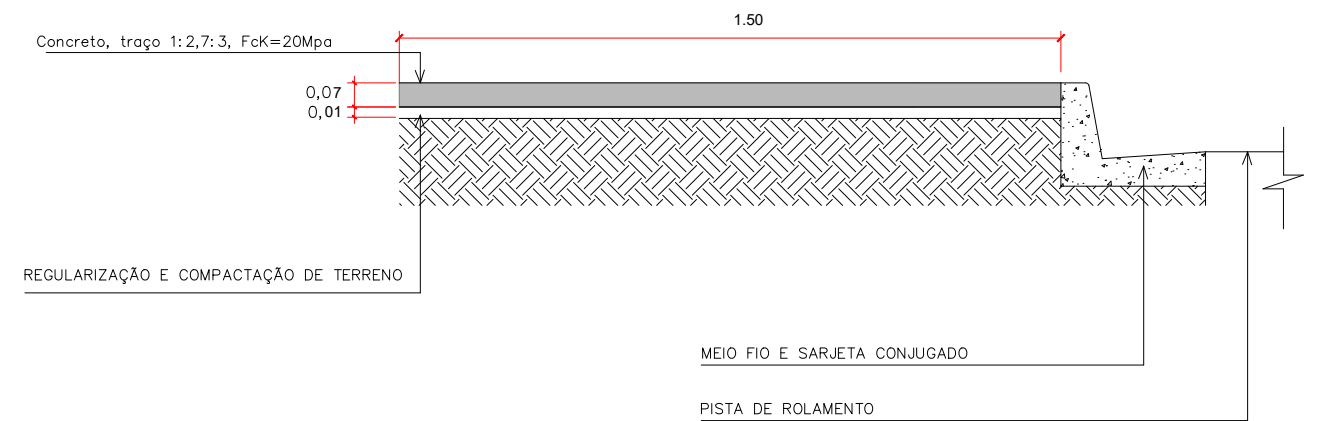 1.50
Concreto, traço 1:2,7:3, FcK=20Mpa
0,07
0,01
REGULARIZAÇÃO E COMPACTAÇÃO DE TERRENO
MEIO FIO E SARJETA CONJUGADO
PISTA DE ROLAMENTO